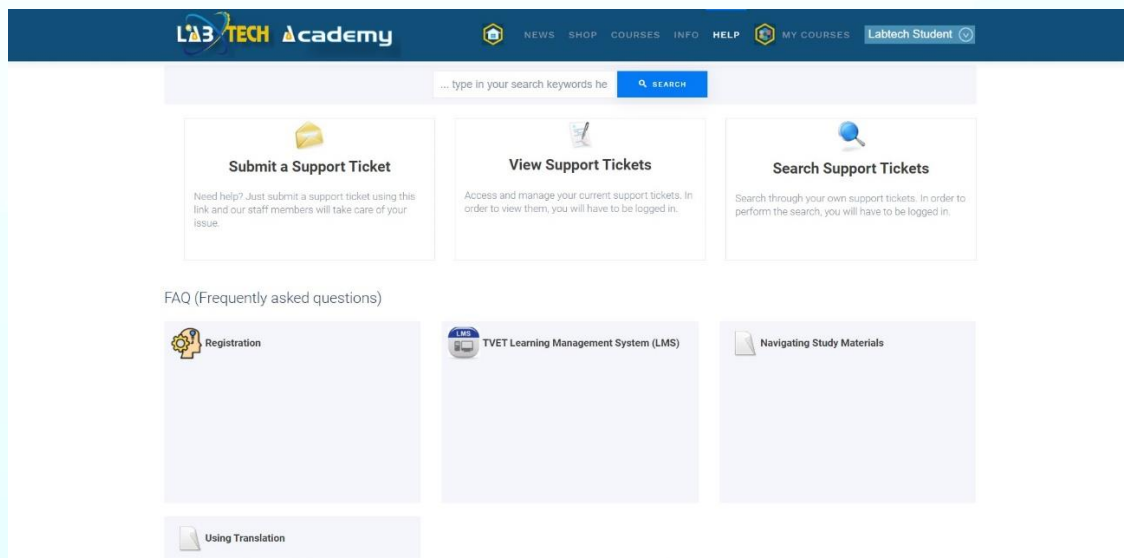 LAB TECH Academy
NEWS SHOP COURSES INFO HELP MY COURSES Labtech Student
... type in your search keywords he SEARCH
Submit a Support Ticket
Need help? Just submit a support ticket using this
link and our staff members will take care of your
issue.
View Support Tickets
Access and manage your current support tickets. In
order to view them, you will have to be logged in.
Search Support Tickets
Search through your own support tickets. In order to
perform the search, you will have to be logged in.
FAQ (Frequently asked questions)
Registration
LMS
TVET Learning Management System (LMS)
Navigating Study Materials
Using Translation